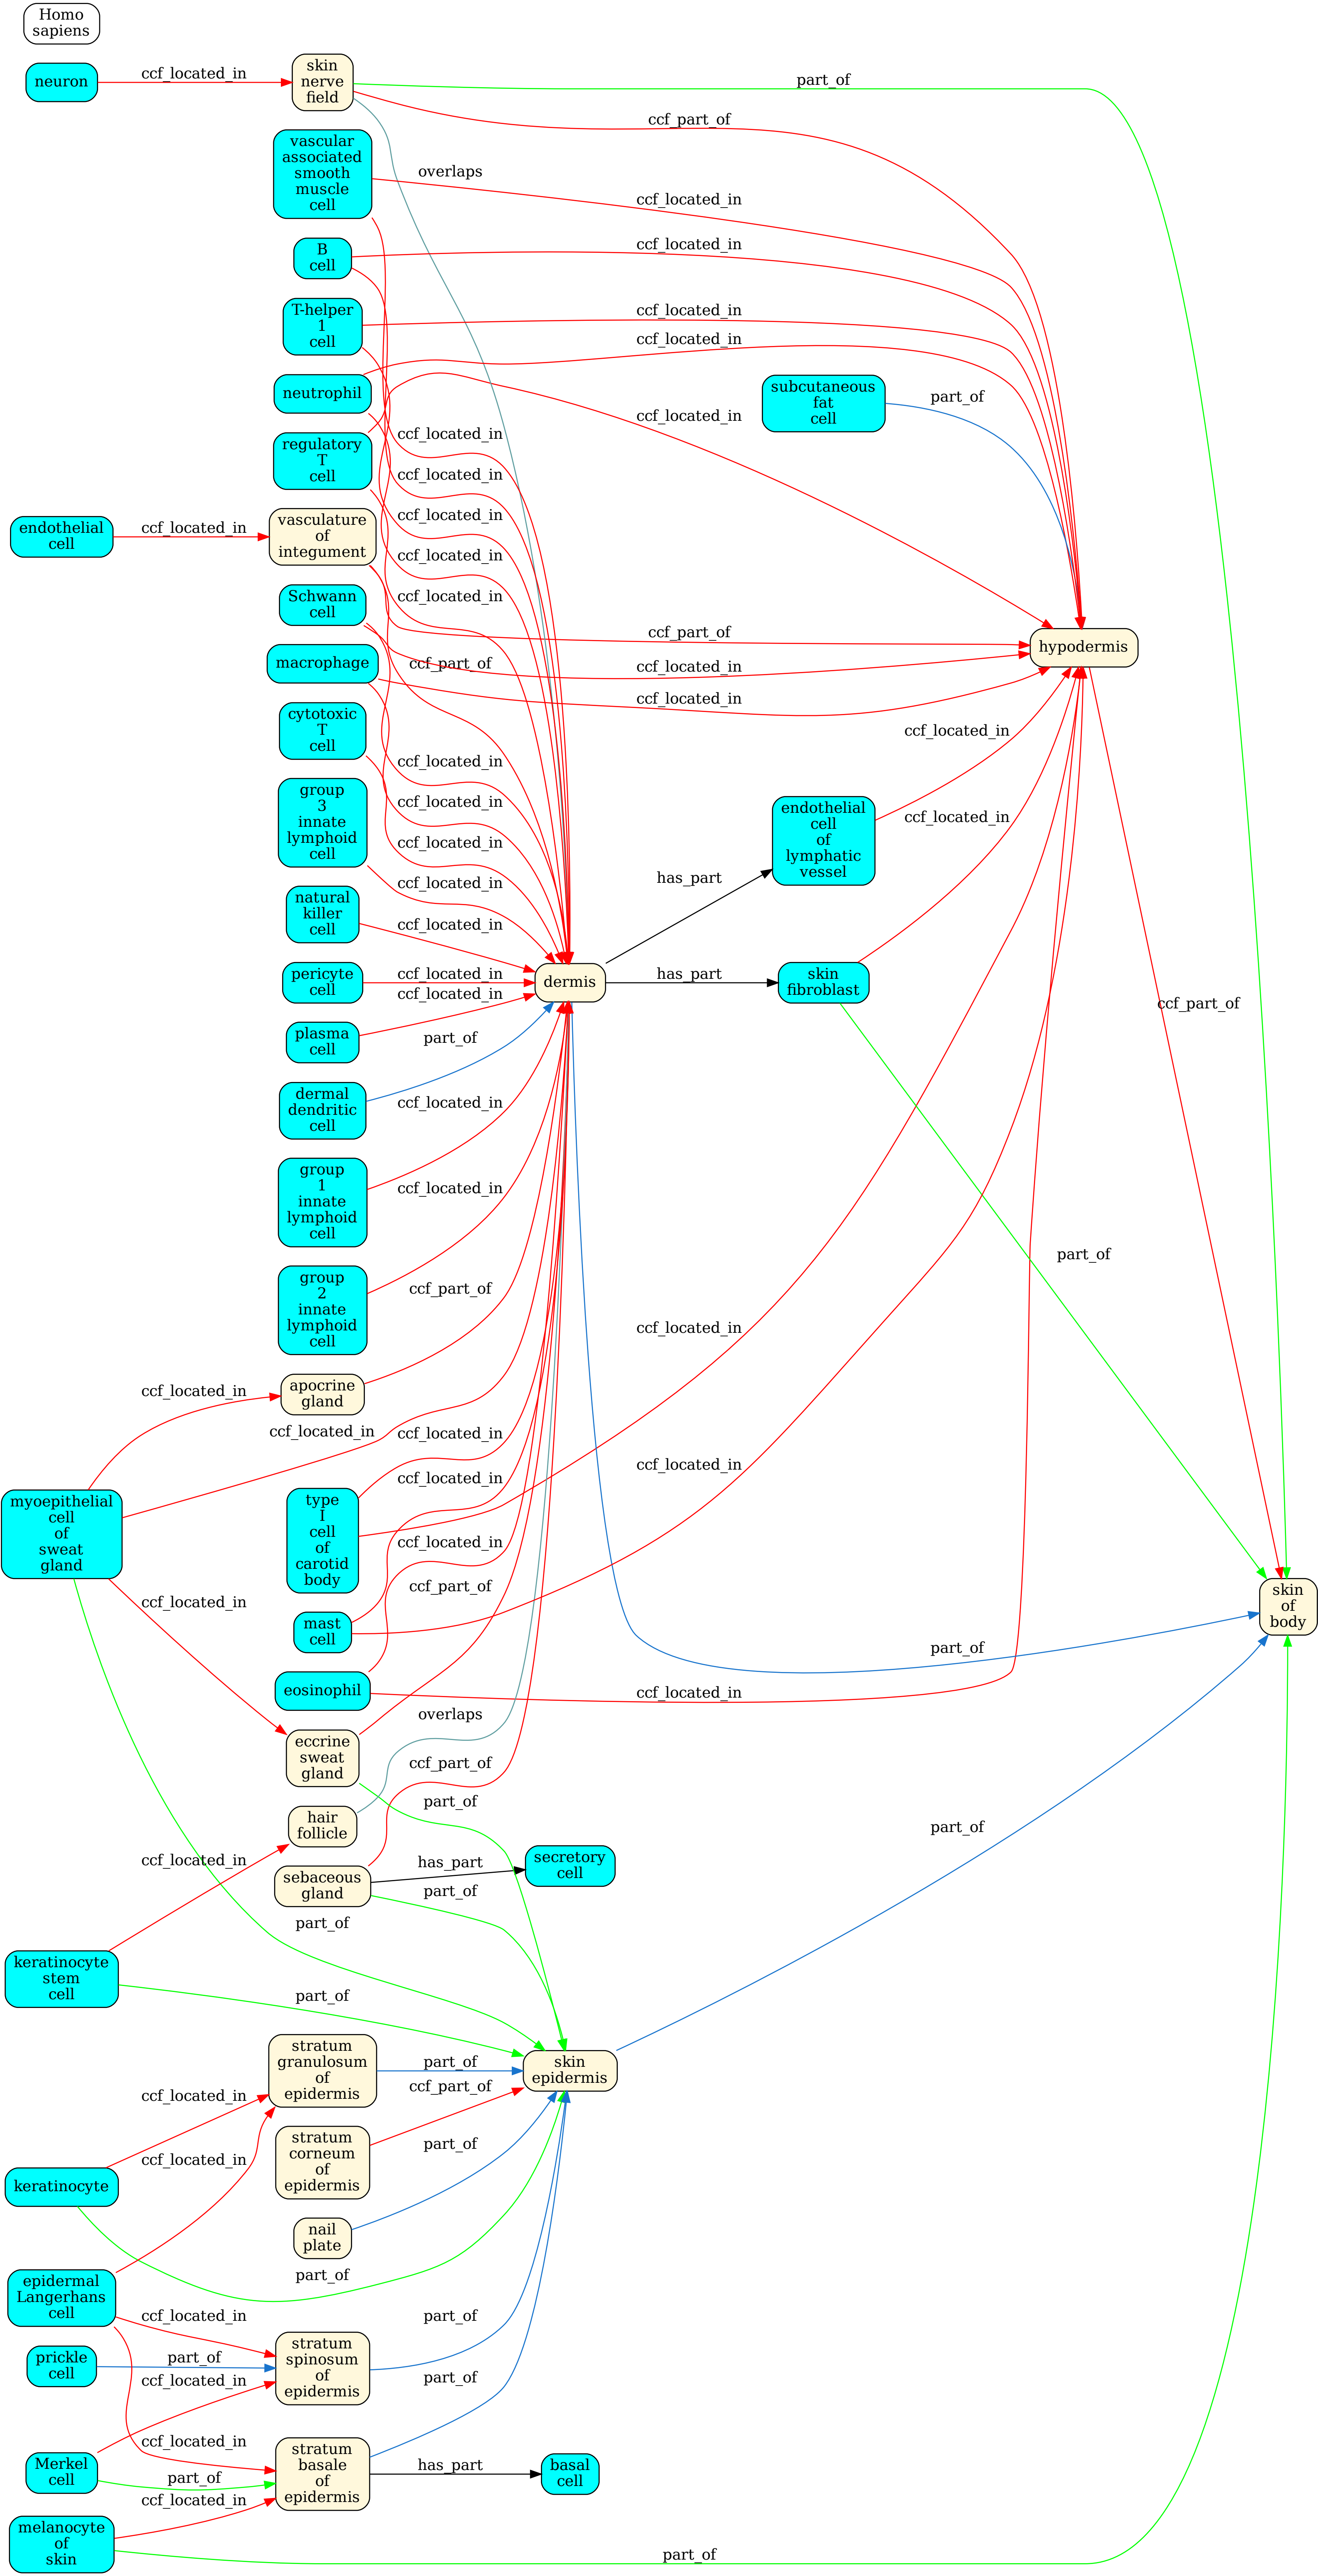 Homo
sapiens
neuron
ccf_located_in
skin
nerve
field
part_of
ccf_part_of
overlaps
vascular
associated
smooth
muscle
cell
ccf_located_in
B
cell
ccf_located_in
T-helper
1
cell
ccf_located_in
neutrophil
ccf_located_in
regulatory
T
cell
ccf_located_in
subcutaneous
fat
cell
part_of
ccf_located_in
ccf_located_in
ccf_located_in
ccf_located_in
ccf_located_in
endothelial
cell
ccf_located_in
vasculature
of
integument
ccf_part_of
ccf_part_of
hypodermis
Schwann
cell
ccf_located_in
macrophage
ccf_located_in
cytotoxic
T
cell
ccf_located_in
ccf_located_in
ccf_located_in
ccf_located_in
group
3
innate
lymphoid
cell
natural
killer
cell
ccf_located_in
pericyte
cell
ccf_located_in
plasma
cell
ccf_located_in
dermis
has_part
has_part
endothelial
cell
of
lymphatic
vessel
ccf_located_in
skin
fibroblast
ccf_located_in
ccf_part_of
part_of
dermal
dendritic
cell
part_of
group
1
innate
lymphoid
cell
ccf_located_in
group
2
innate
lymphoid
cell
ccf_located_in
apocrine
gland
ccf_part_of
myoepithelial
cell
of
sweat
gland
ccf_located_in
ccf_located_in
ccf_located_in
part_of
type
I
cell
of
carotid
body
ccf_located_in
ccf_located_in
mast
cell
ccf_located_in
ccf_located_in
eosinophil
ccf_located_in
ccf_located_in
skin
of
body
part_of
eccrine
sweat
gland
ccf_part_of
part_of
hair
follicle
overlaps
sebaceous
gland
ccf_part_of
has_part
part_of
secretory
cell
part_of
keratinocyte
stem
cell
ccf_located_in
part_of
stratum
granulosum
of
epidermis
part_of
skin
epidermis
stratum
corneum
of
epidermis
ccf_part_of
nail
plate
part_of
keratinocyte
ccf_located_in
part_of
epidermal
Langerhans
cell
ccf_located_in
ccf_located_in
ccf_located_in
prickle
cell
part_of
stratum
spinosum
of
epidermis
part_of
Merkel
cell
ccf_located_in
part_of
stratum
basale
of
epidermis
part_of
has_part
basal
cell
melanocyte
of
skin
ccf_located_in
part_of